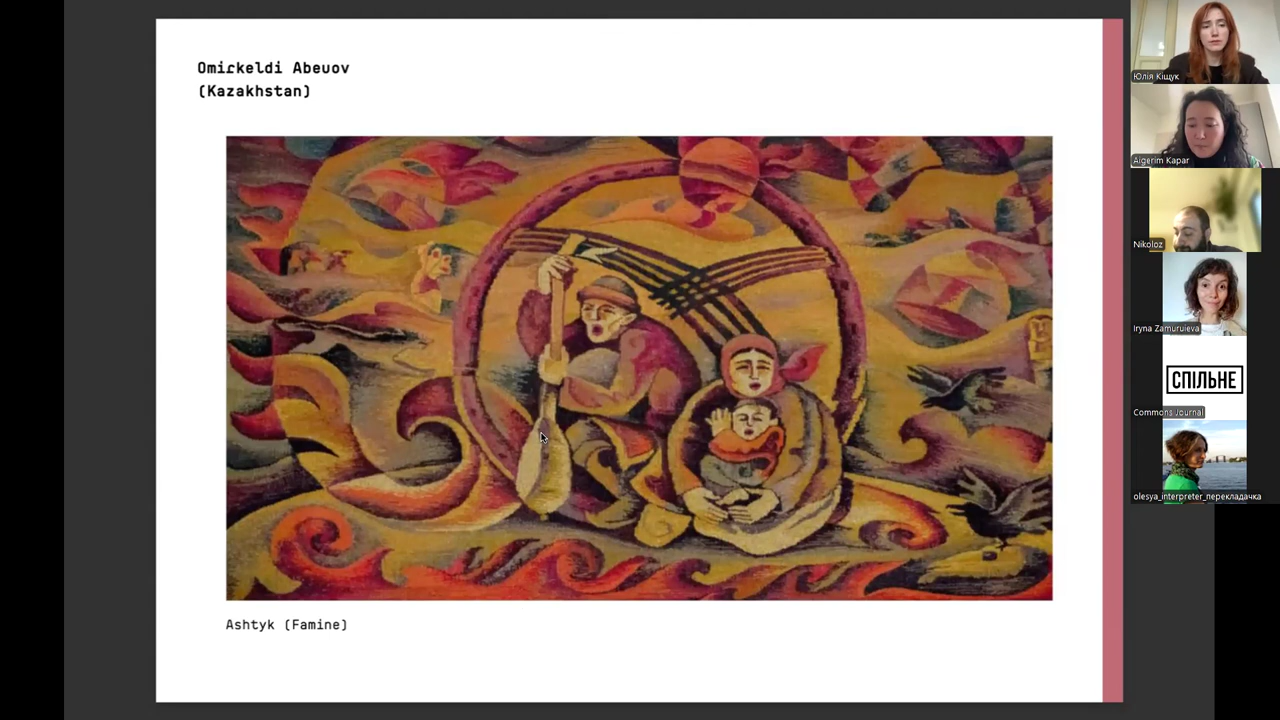 Omirkeldi Abeuov
(Kazakhstan)
Ashtyk (Famine)
Юлія Кіщук
Aigerim Kapar
Nikoloz
Iryna Zamuruieva
СПІЛЬНЕ
Commons Journal
olesya_interpreter_перекладачка